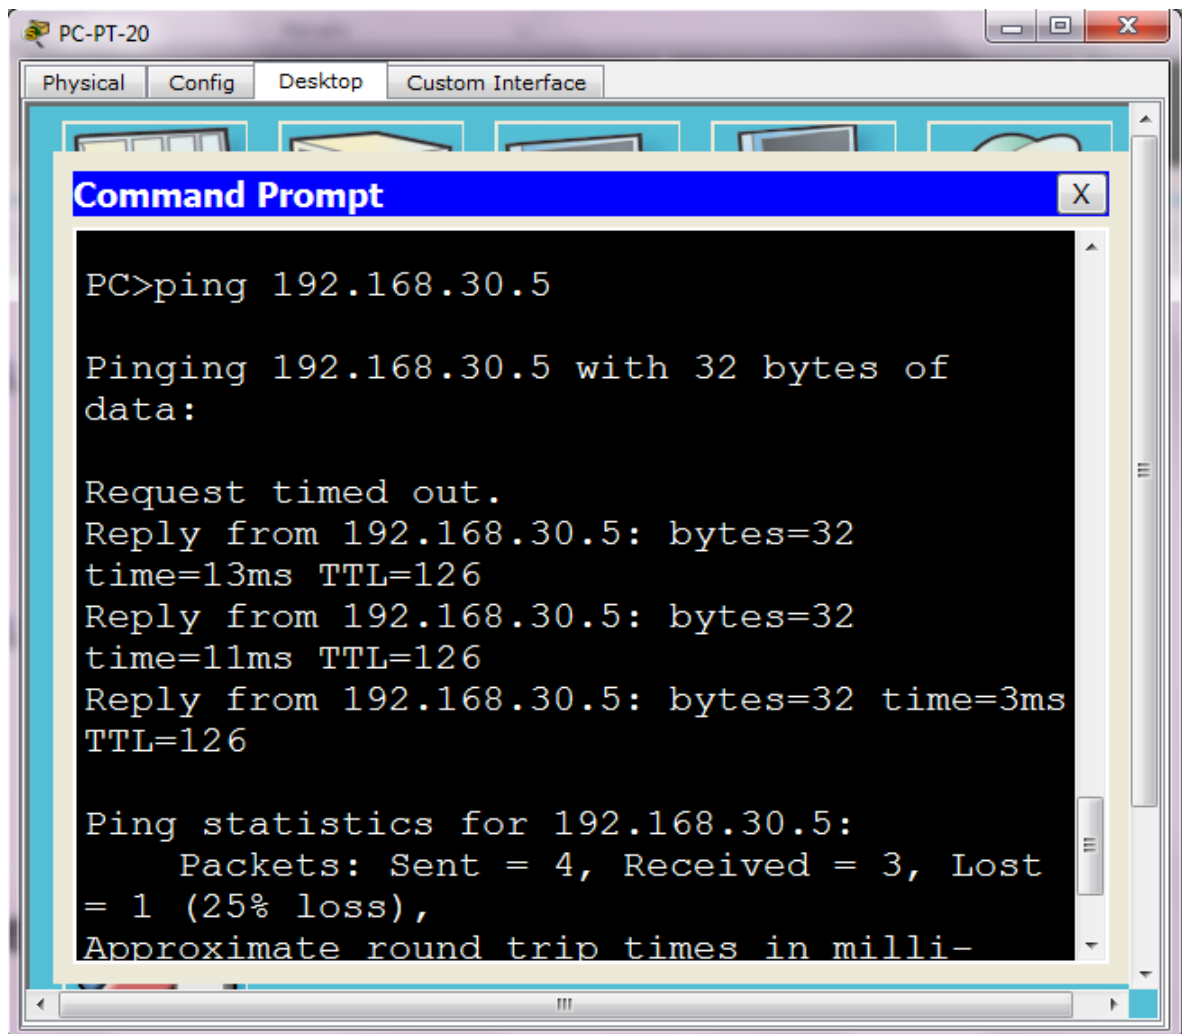 PC-PT-20
Physical Config Desktop Custom Interface
Command Prompt X
PC>ping 192.168.30.5
Pinging 192.168.30.5 with 32 bytes of
data:
Request timed out.
Reply from 192.168.30.5: bytes=32
time=13ms TTL=126
Reply from 192.168.30.5: bytes=32
time=11ms TTL=126
Reply from 192.168.30.5: bytes=32 time=3ms
TTL=126
Ping statistics for 192.168.30.5:
Packets: Sent = 4, Received = 3, Lost
= 1 (25% loss),
Approximate round trip times in milli-